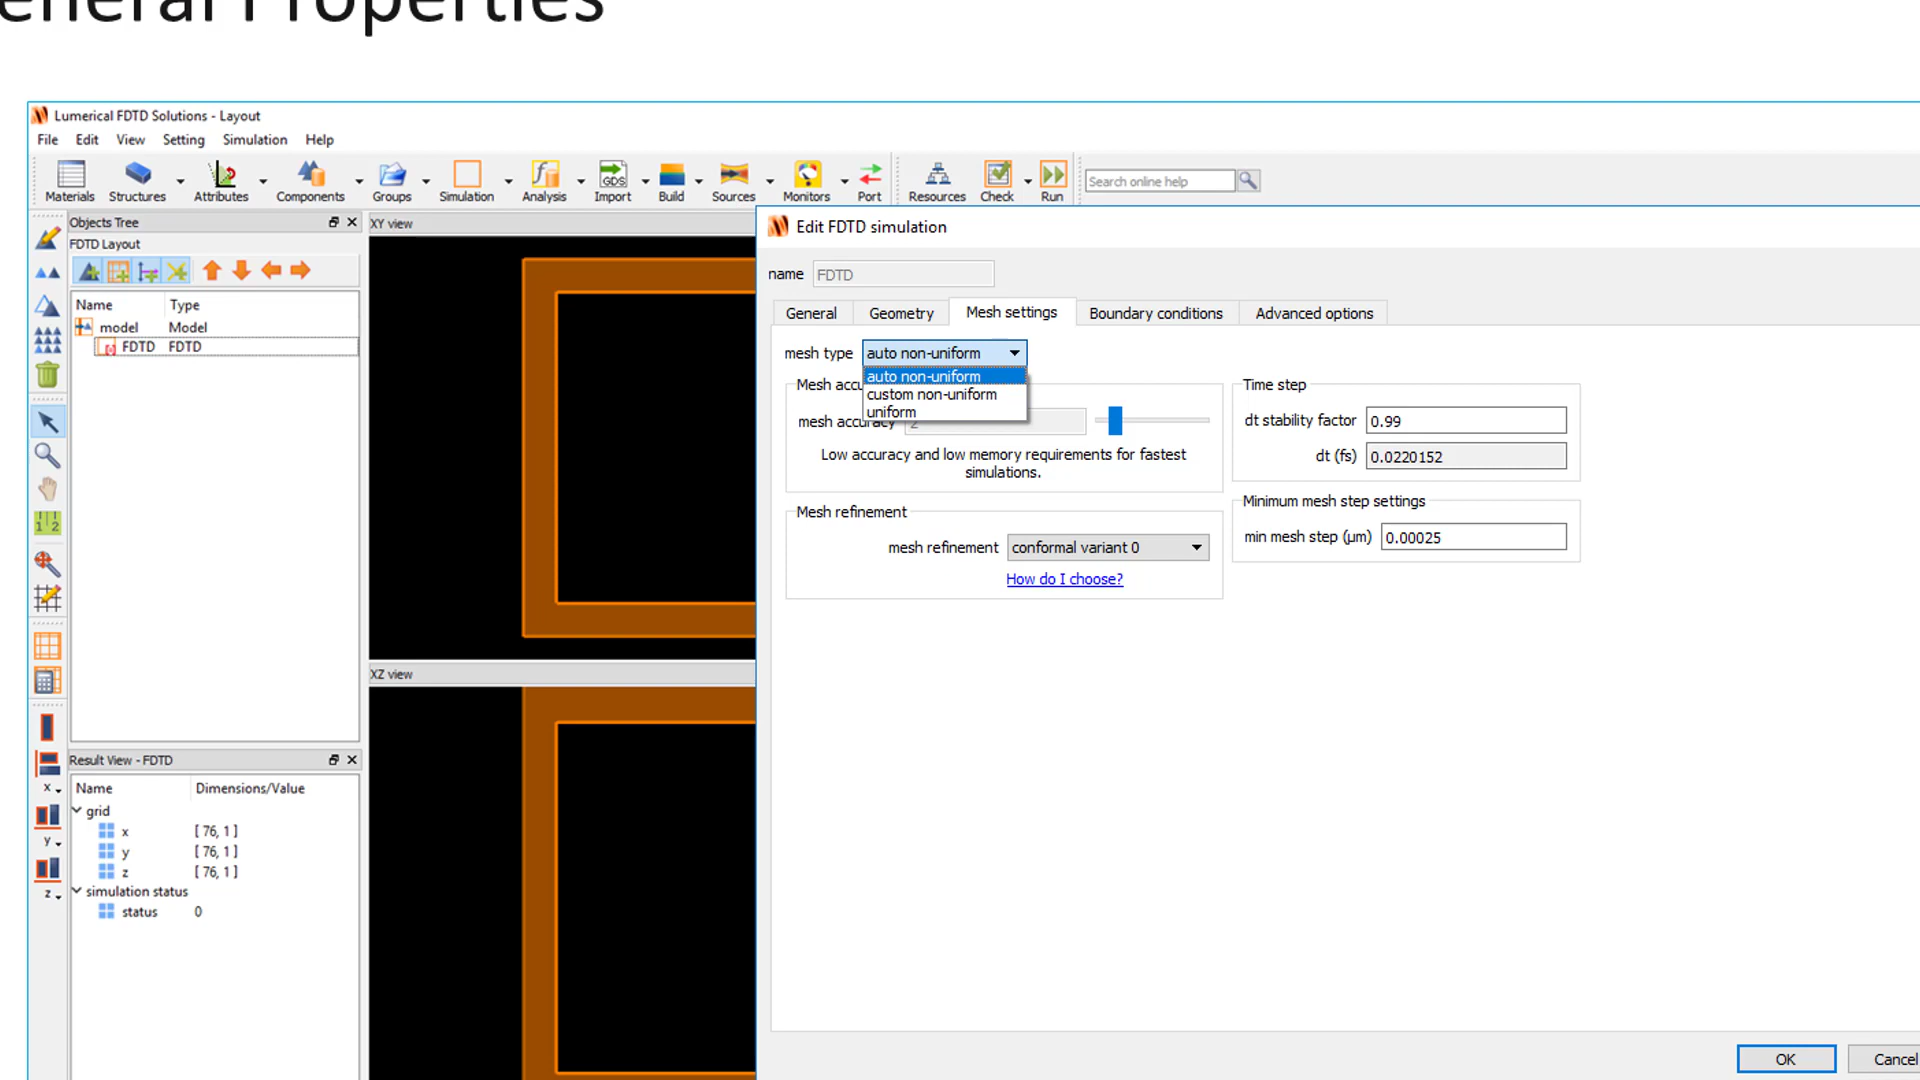 eneral Properties
Lumerical FDTD Solutions - Layout
File Edit View Setting Simulation Help
Materials Structures Attributes Components Groups Simulation Analysis Import Build Sources Monitors Port Resources Check Run Search online help
GDS
Objects Tree
FDTD Layout
Name Type
model Model
FDTD FDTD
XY view
XZ view
Edit FDTD simulation
name FDTD
General Geometry Mesh settings Boundary conditions Advanced options
mesh type auto non-uniform
auto non-uniform
custom non-uniform
uniform
Mesh accu
mesh accuracy 2
Low accuracy and low memory requirements for fastest
simulations.
Mesh refinement
mesh refinement conformal variant 0
How do I choose?
Time step
dt stability factor 0.99
dt (fs) 0.0220152
Minimum mesh step settings
min mesh step (μm) 0.00025
Result View - FDTD
Name Dimensions/Value
grid
x [ 76, 1 ]
y [ 76, 1 ]
z [ 76, 1 ]
simulation status
status 0
x
y
z
OK Cancel